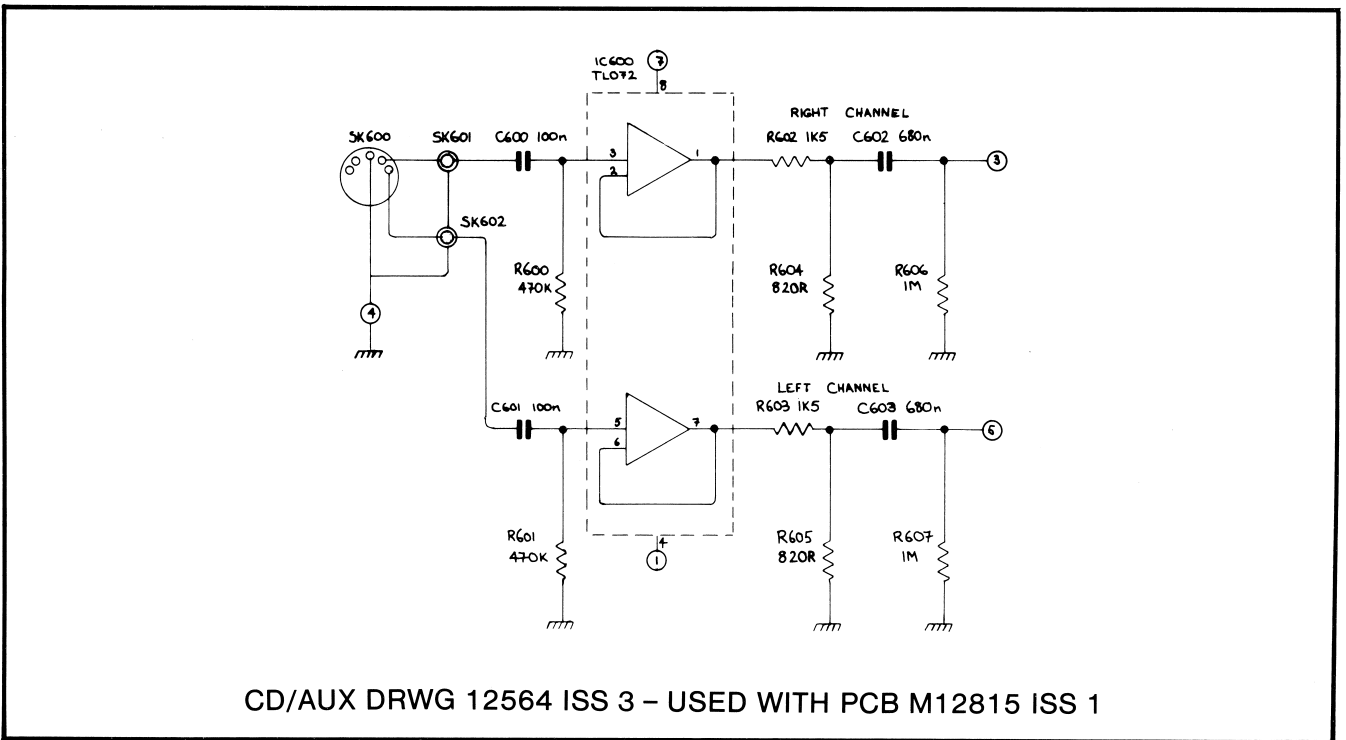 IC600 7
TL072
8
RIGHT CHANNEL
SK600 SK601 C600 100n R602 1K5 C602 680n
3 1 3
2
SK602
R600 R604 R606
470K 820R 1M
4
LEFT CHANNEL
C601 100n R603 1K5 C603 680n
5 7 5
6
R601 R605 R607
470K 820R 1M
4
1
CD/AUX DRWG 12564 ISS 3 – USED WITH PCB M12815 ISS 1